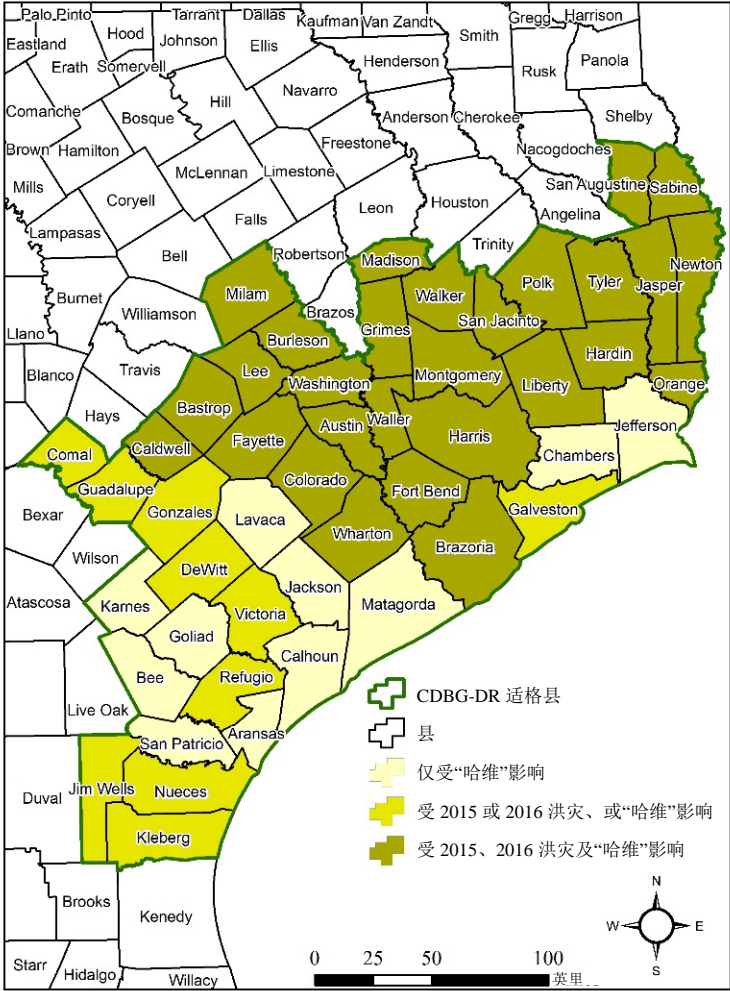 Palo Pinto
Tarrant
Dallas
Kaufman
Van Zandt
Gregg
Harrison
Hood
Johnson
Ellis
Smith
Eastland
Erath
Somervell
Henderson
Rusk
Panola
Navarro
Comanche
Hill
Bosque
Anderson
Cherokee
Shelby
Freestone
Brown
Hamilton
Nacogdoches
McLennan
Limestone
Mills
San Augustine
Sabine
Coryell
Leon
Houston
Falls
Angelina
Lampasas
Trinity
Bell
Robertson
Madison
Newton
Burnet
Milam
Walker
Polk
Tyler
Jasper
Williamson
Brazos
San Jacinto
Llano
Grimes
Burleson
Hardin
Travis
Lee
Blanco
Washington
Montgomery
Liberty
Orange
Hays
Bastrop
Austin
Waller
Jefferson
Caldwell
Fayette
Harris
Comal
Chambers
Guadalupe
Colorado
Fort Bend
Bexar
Gonzales
Lavaca
Galveston
Wharton
Brazoria
Wilson
DeWitt
Jackson
Atascosa
Karnes
Victoria
Matagorda
Goliad
Calhoun
Bee
Refugio
Live Oak
Aransas
San Patricio
Duval
Jim Wells
Nueces
Kleberg
Brooks
Kenedy
Starr
Hidalgo
Willacy
CDBG-DR 适格县
县
仅受“哈维”影响
受 2015 或 2016 洪灾、或“哈维”影响
受 2015、2016 洪灾及“哈维”影响
N
W
E
S
0 25 50 100
英里